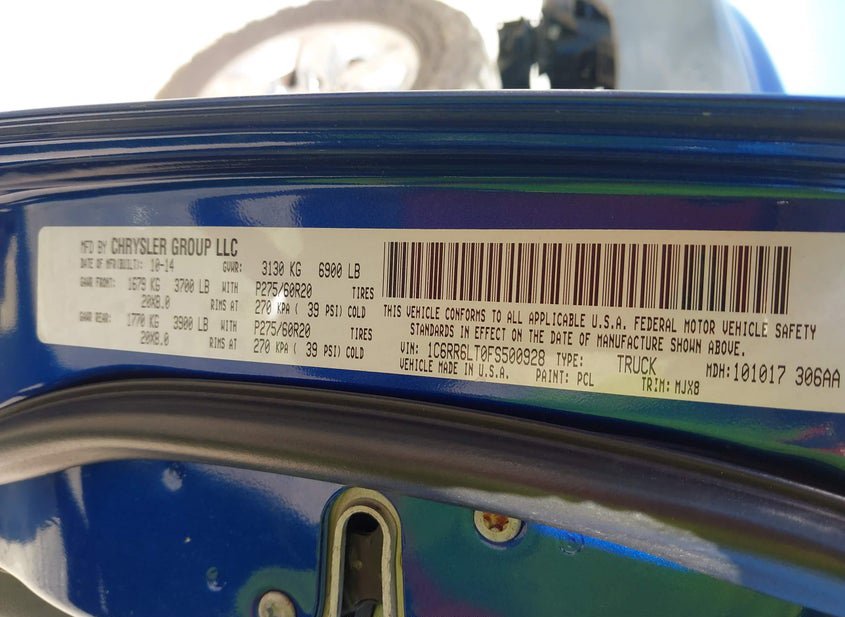 MFD BY CHRYSLER GROUP LLC
DATE OF MFR(BUILT): 10-14 GVWR: 3130 KG 6900 LB
GAWR FRONT: 1679 KG 3700 LB WITH P275/60R20 TIRES
20X8.0 RIMS AT 270 KPA ( 39 PSI) COLD
GAWR REAR: 1770 KG 3900 LB WITH P275/60R20 TIRES
20X8.0 RIMS AT 270 KPA ( 39 PSI) COLD
THIS VEHICLE CONFORMS TO ALL APPLICABLE U.S.A. FEDERAL MOTOR VEHICLE SAFETY
STANDARDS IN EFFECT ON THE DATE OF MANUFACTURE SHOWN ABOVE.
VIN: 1C6RR6LT0FS500928 TYPE: TRUCK MDH:101017 306AA
VEHICLE MADE IN U.S.A. PAINT: PCL TRIM: MJX8